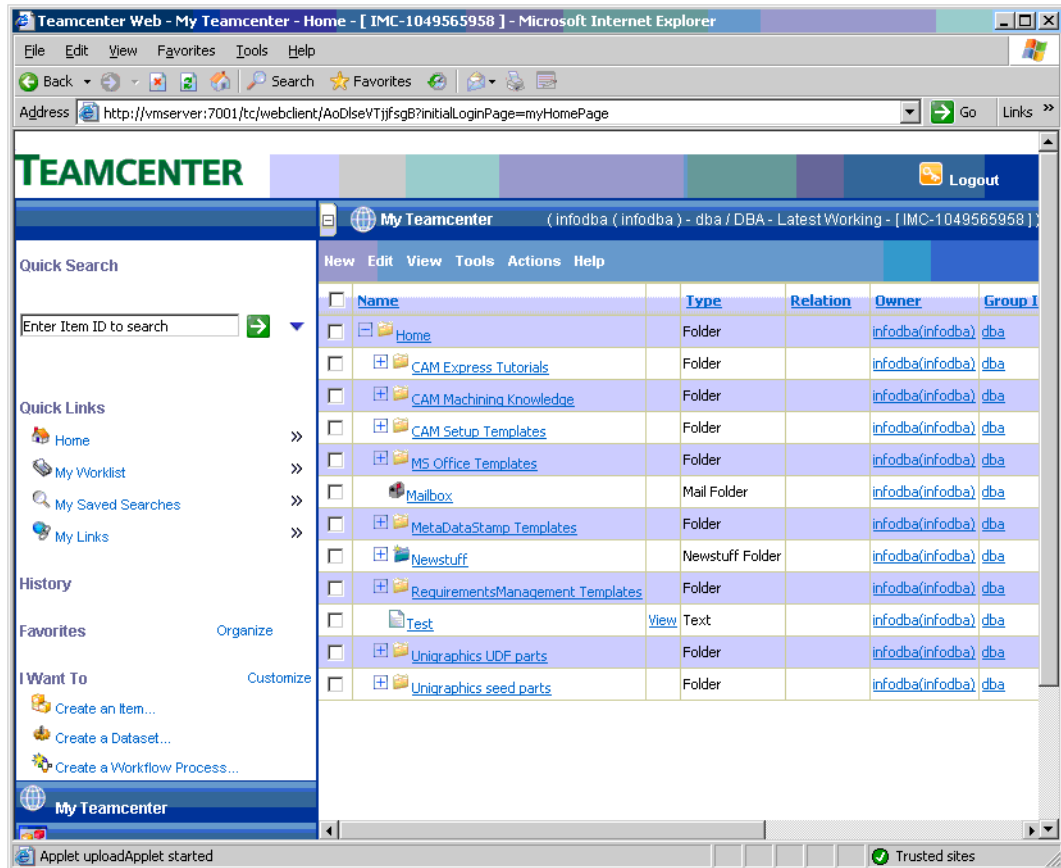 Teamcenter Web - My Teamcenter - Home - [ IMC-1049565958 ] - Microsoft Internet Explorer
File Edit View Favorites Tools Help
Back Search Favorites
Address http://vmserver:7001/tc/webclient/AoDlseVTjjfsgB?initialLoginPage=myHomePage Go Links »
TEAMCENTER
Logout
My Teamcenter ( infodba ( infodba ) - dba / DBA - Latest Working - [ IMC-1049565958 ] )
Quick Search
New Edit View Tools Actions Help
Name Type Relation Owner Group I
Enter Item ID to search
Home Folder infodba(infodba) dba
CAM Express Tutorials Folder infodba(infodba) dba
CAM Machining Knowledge Folder infodba(infodba) dba
CAM Setup Templates Folder infodba(infodba) dba
MS Office Templates Folder infodba(infodba) dba
Mailbox Mail Folder infodba(infodba) dba
MetaDataStamp Templates Folder infodba(infodba) dba
Newstuff Newstuff Folder infodba(infodba) dba
RequirementsManagement Templates Folder infodba(infodba) dba
Test View Text infodba(infodba) dba
Unigraphics UDF parts Folder infodba(infodba) dba
Unigraphics seed parts Folder infodba(infodba) dba
Quick Links
Home »
My Worklist »
My Saved Searches »
My Links »
History
Favorites Organize
I Want To Customize
Create an Item...
Create a Dataset...
Create a Workflow Process...
My Teamcenter
Applet uploadApplet started Trusted sites